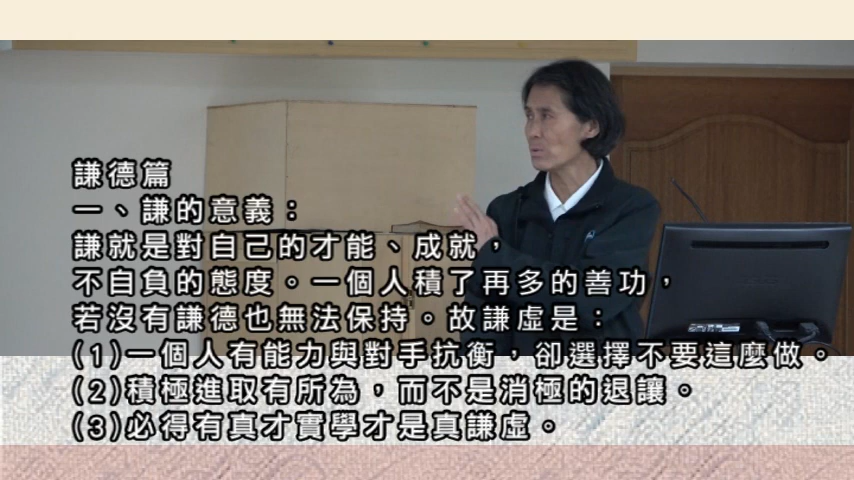 謙德篇
一、謙的意義：
謙就是對自己的才能、成就，
不自負的態度。一個人積了再多的善功，
若沒有謙德也無法保持。故謙虛是：
(1)一個人有能力與對手抗衡，卻選擇不要這麼做。
(2)積極進取有所為，而不是消極的退讓。
(3)必得有真才實學才是真謙虛。